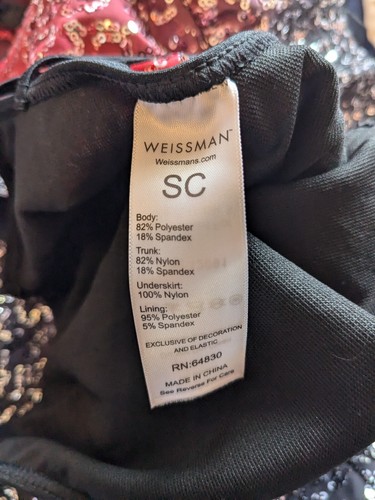 WEISSMAN™
Weissmans.com
SC
Body:
82% Polyester
18% Spandex
Trunk:
82% Nylon
18% Spandex
Underskirt:
100% Nylon
Lining:
95% Polyester
5% Spandex
EXCLUSIVE OF DECORATION
AND ELASTIC
RN:64830
MADE IN CHINA
See Reverse For Care